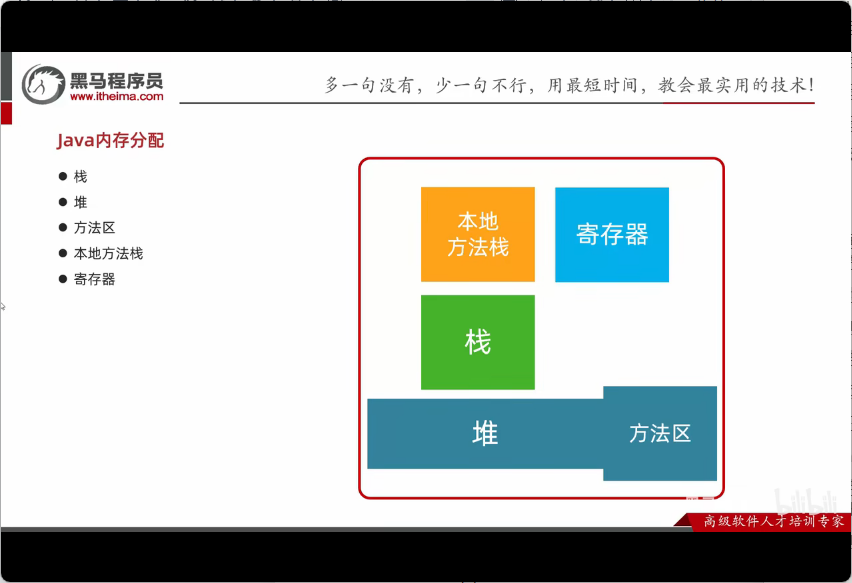 黑马程序员
www.itheima.com
多一句没有，少一句不行，用最短时间，教会最实用的技术！
Java内存分配
● 栈
● 堆
● 方法区
● 本地方法栈
● 寄存器
本地
方法栈
寄存器
栈
堆
方法区
bilibili
高级软件人才培训专家